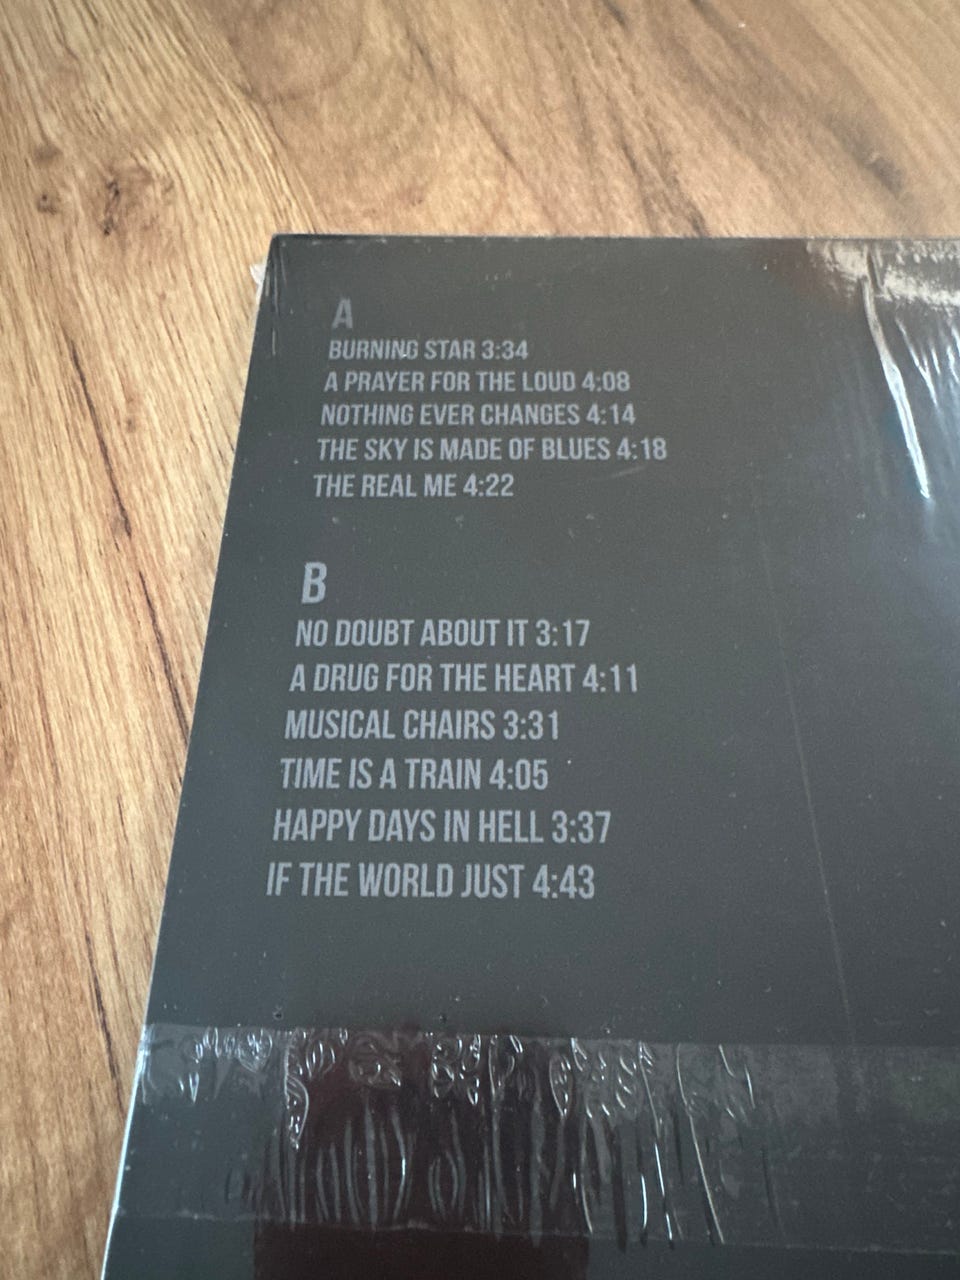 A
BURNING STAR 3:34
A PRAYER FOR THE LOUD 4:08
NOTHING EVER CHANGES 4:14
THE SKY IS MADE OF BLUES 4:18
THE REAL ME 4:22
B
NO DOUBT ABOUT IT 3:17
A DRUG FOR THE HEART 4:11
MUSICAL CHAIRS 3:31
TIME IS A TRAIN 4:05
HAPPY DAYS IN HELL 3:37
IF THE WORLD JUST 4:43